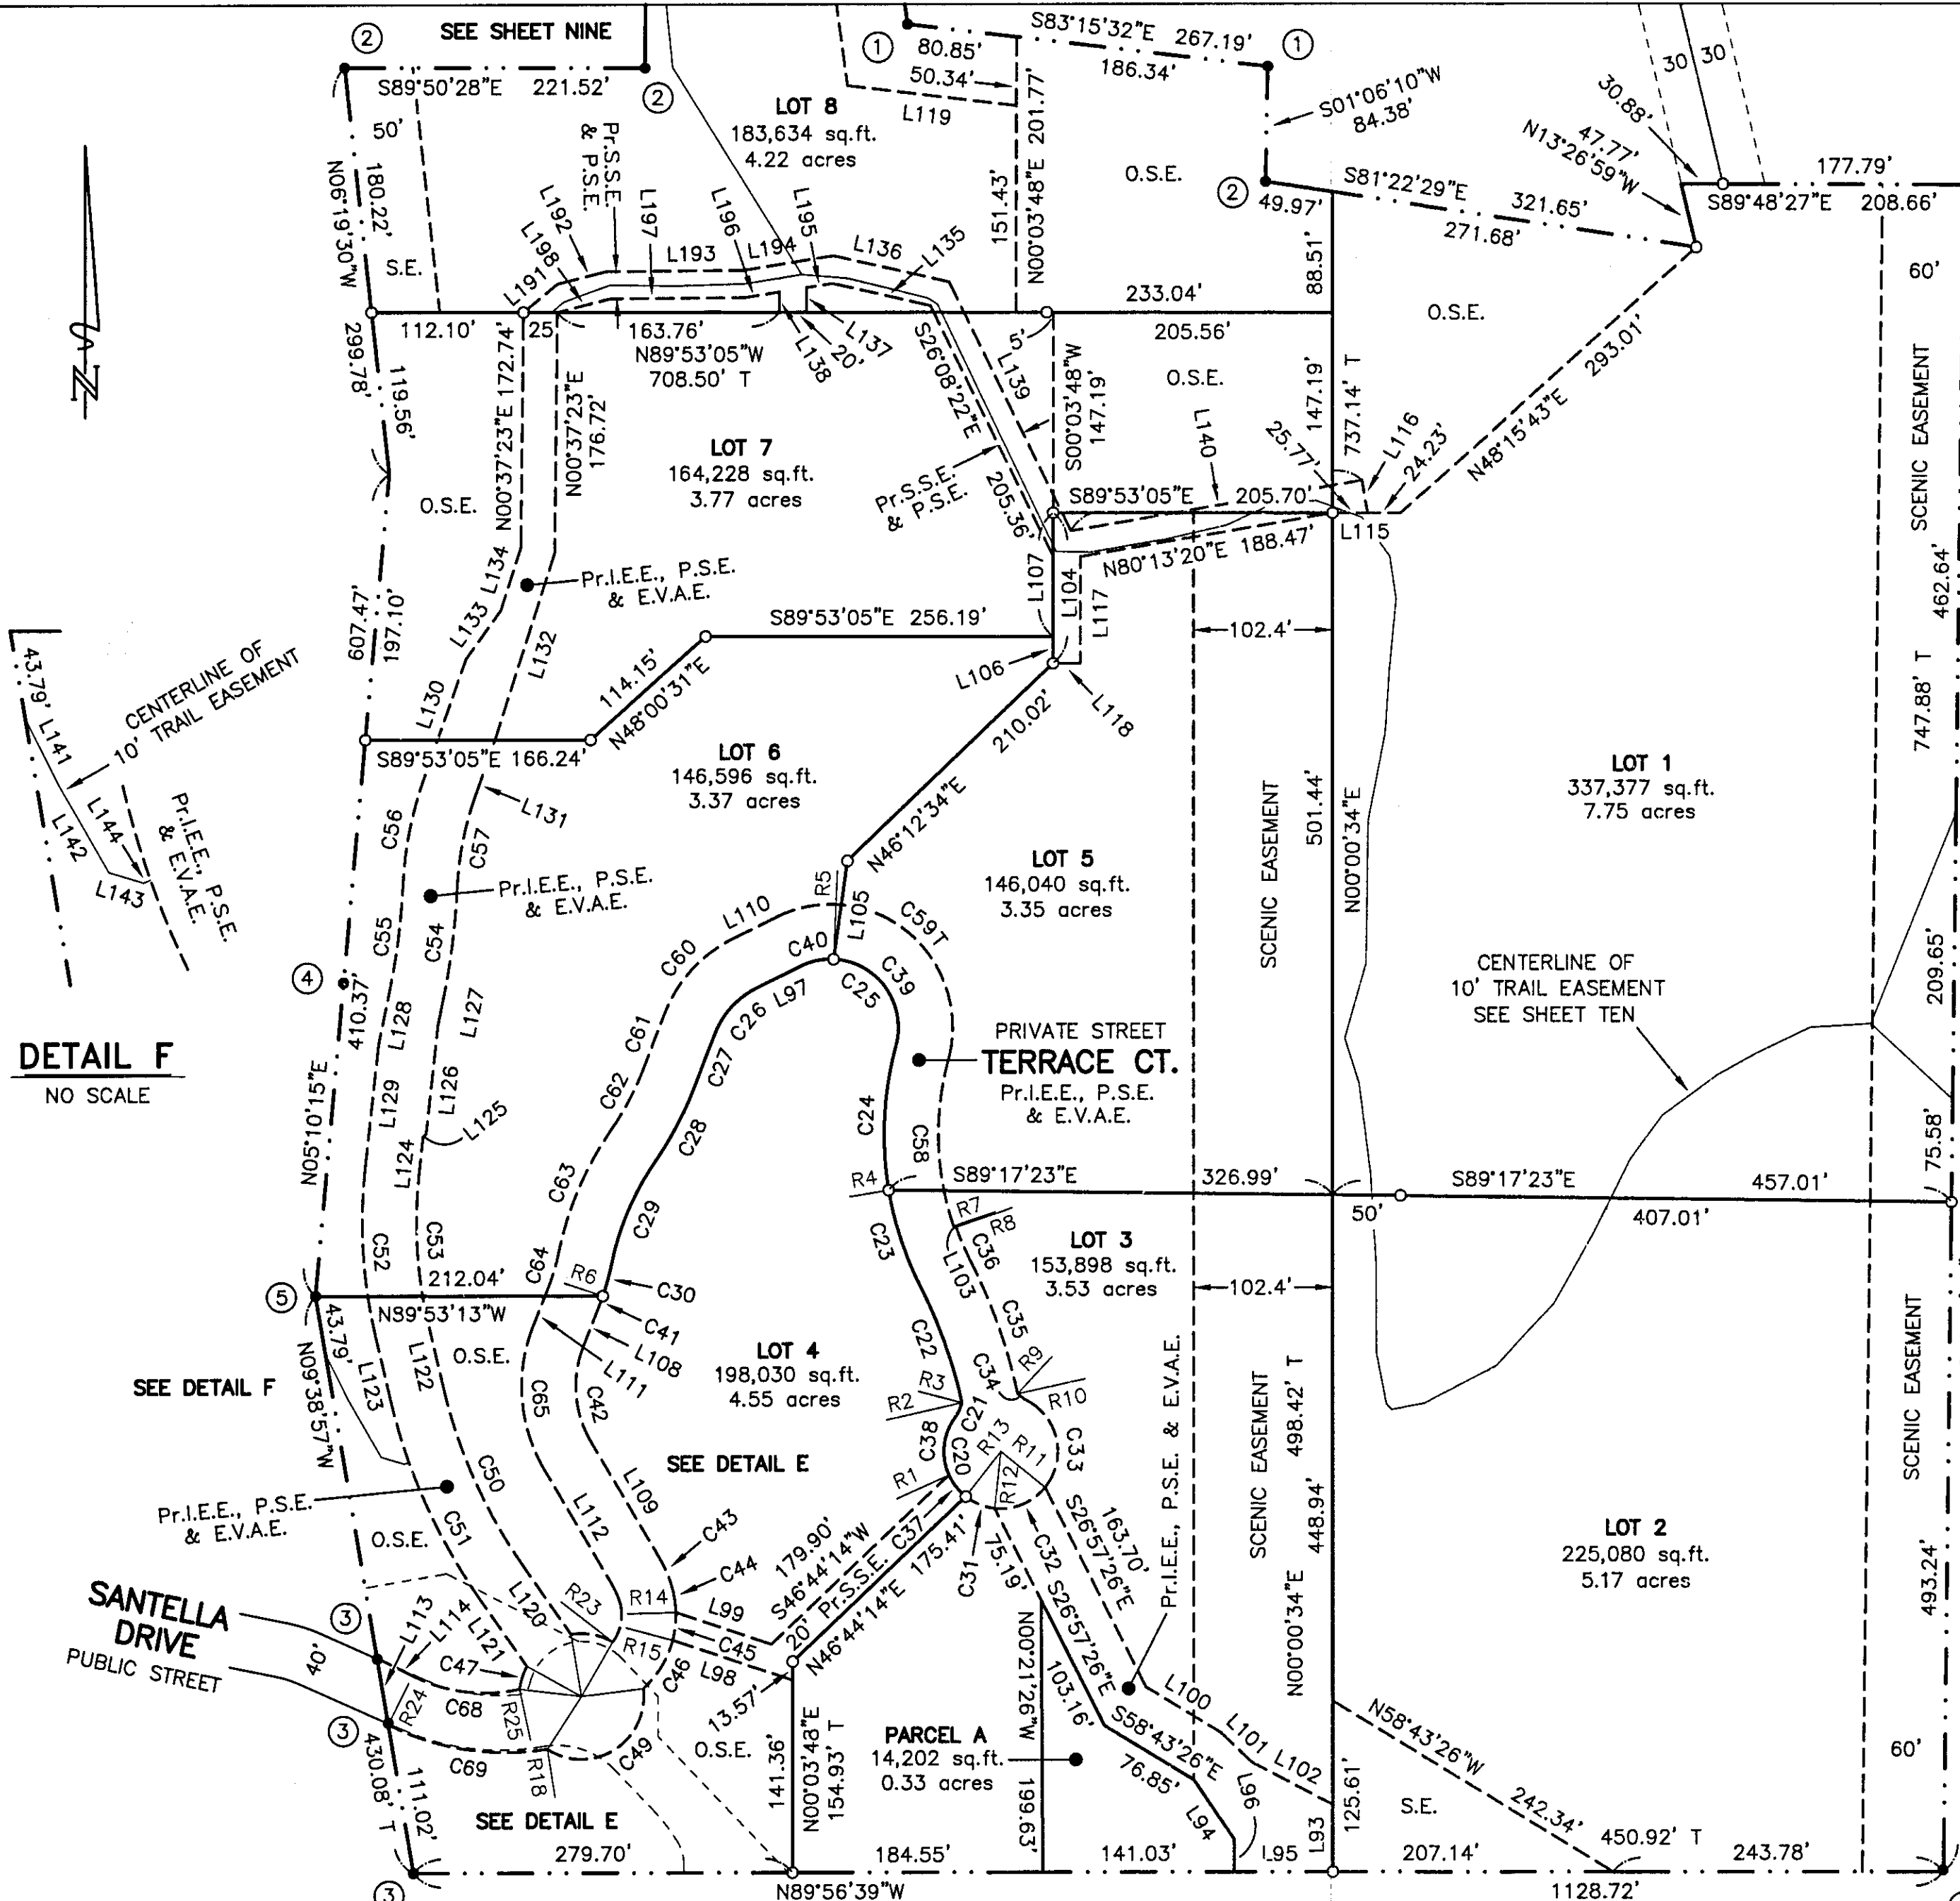 SEE SHEET NINE
②
S89°50'28"E 221.52'
②
①
80.85'
S83°15'32"E 267.19'
50.34'
186.34'
①
L119
N00°03'48"E 201.77'
151.43'
S01°06'10"W
84.38'
O.S.E.
②
49.97'
S81°22'29"E
321.65'
271.68'
30
30
30.88'
47.77'
N13°26'59"W
177.79'
S89°48'27"E 208.66'
60'
50'
180.22'
N06°19'30"W
S.E.
LOT 8
183,634 sq.ft.
4.22 acres
Pr.S.S.E.
& P.S.E.
L192
L198
L197
L196
L195
L193
L194
L136
L135
L191
112.10'
25
163.76'
N89°53'05"W
708.50' T
20'
L137
L138
233.04'
205.56'
88.51'
O.S.E.
5'
O.S.E.
299.78'
119.56'
N00°37'23"E 172.74'
N00°37'23"E
176.72'
S26°08'22"E
205.36'
L139
S00°03'48"W
147.19'
147.19'
737.14' T
L140
25.77'
L116
24.23'
N48°15'43"E
293.01'
SCENIC EASEMENT
462.64'
747.88' T
LOT 7
164,228 sq.ft.
3.77 acres
Pr.S.S.E.
& P.S.E.
O.S.E.
S89°53'05"E
205.70'
L115
N80°13'20"E 188.47'
L107
L104
L117
L134
L133
L132
Pr.I.E.E., P.S.E.
& E.V.A.E.
607.47'
197.10'
S89°53'05"E 256.19'
102.4'
L106
L118
114.15'
N48°00'31"E
210.02'
N46°12'34"E
L130
S89°53'05"E 166.24'
43.79'
L141
CENTERLINE OF
10' TRAIL EASEMENT
L144
L142
L143
Pr.I.E.E., P.S.E.
& E.V.A.E.
DETAIL F
NO SCALE
LOT 6
146,596 sq.ft.
3.37 acres
L131
C56
C57
Pr.I.E.E., P.S.E.
& E.V.A.E.
LOT 5
146,040 sq.ft.
3.35 acres
SCENIC EASEMENT
501.44'
N00°00'34"E
LOT 1
337,377 sq.ft.
7.75 acres
R5
L105
L110
C59T
C60
C40
C55
C54
C39
C25
L97
C26
④
410.37'
L128
L127
C61
C27
CENTERLINE OF
10' TRAIL EASEMENT
SEE SHEET TEN
209.65'
PRIVATE STREET
TERRACE CT.
Pr.I.E.E., P.S.E.
& E.V.A.E.
C62
C28
C24
C58
L129
L126
L125
L124
N05°10'15"E
R4
S89°17'23"E
326.99'
S89°17'23"E
457.01'
75.58'
50'
407.01'
C63
C29
R7
R8
C23
C36
L103
LOT 3
153,898 sq.ft.
3.53 acres
102.4'
C52
C53
212.04'
C64
R6
C30
⑤
N89°53'13"W
C41
L108
L111
43.79'
N09°38'57"W
O.S.E.
SEE DETAIL F
L123
L122
LOT 4
198,030 sq.ft.
4.55 acres
C22
C35
C34
R9
R10
R3
R2
C21
C38
C20
R13
R11
R12
C33
R1
C65
C42
SEE DETAIL E
Pr.I.E.E., P.S.E. & E.V.A.E.
SCENIC EASEMENT
498.42' T
448.94'
N00°00'34"E
SCENIC EASEMENT
493.24'
LOT 2
225,080 sq.ft.
5.17 acres
C50
C51
L109
L112
Pr.I.E.E., P.S.E.
& E.V.A.E.
O.S.E.
C43
C44
179.90'
S46°44'14"W
C37
20' Pr.S.S.E.
175.41'
N46°44'14"E
C31
C32
75.19'
163.70'
S26°57'26"E
S26°57'26"E
103.16'
SANTELLA
DRIVE
PUBLIC STREET
40'
③
L113
L114
L121
L120
R23
R14
L99
R15
C45
L98
C46
C47
C68
R24
R25
13.57'
N00°21'26"W
199.63'
S58°43'26"E
76.85'
L100
L101
L102
L96
L94
N58°43'26"W
242.34'
60'
③
C69
R18
C49
O.S.E.
141.36'
N00°03'48"E
154.93' T
PARCEL A
14,202 sq.ft.
0.33 acres
430.08' T
111.02'
SEE DETAIL E
S.E.
125.61'
L93
③
279.70'
184.55'
141.03'
L95
207.14'
450.92' T
243.78'
N89°56'39"W
1128.72'